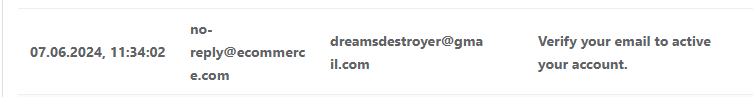 07.06.2024, 11:34:02
no-
reply@ecommerc
e.com
dreamsdestroyer@gma
il.com
Verify your email to active
your account.